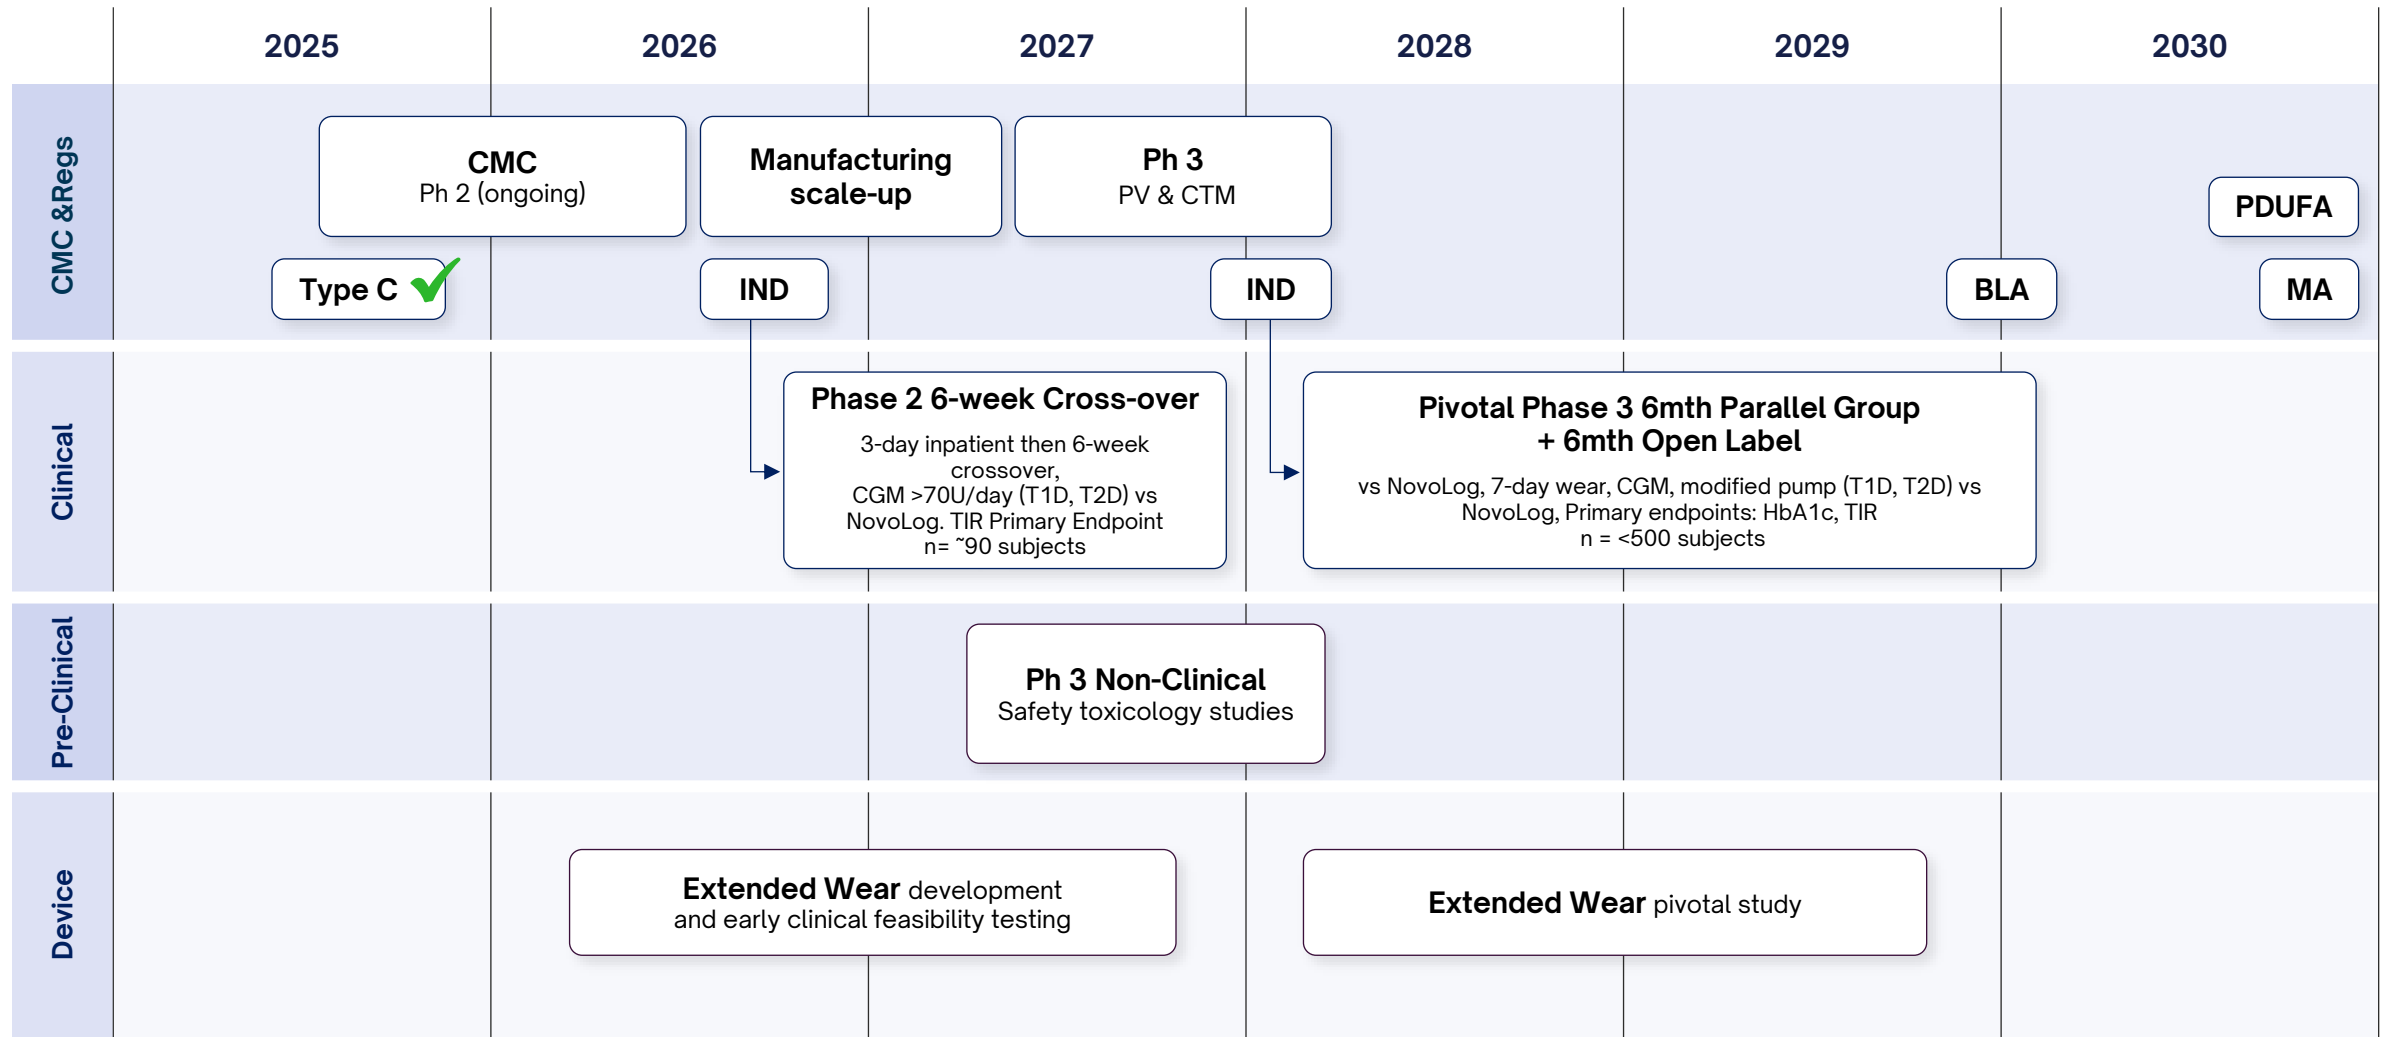 2025
2026
2027
2028
2029
2030
CMC &Regs
CMC
Ph 2 (ongoing)
Manufacturing
scale-up
Ph 3
PV & CTM
PDUFA
Type C
IND
IND
BLA
MA
Clinical
Phase 2 6-week Cross-over
3-day inpatient then 6-week
crossover,
CGM >70U/day (T1D, T2D) vs
NovoLog. TIR Primary Endpoint
n= ~90 subjects
Pivotal Phase 3 6mth Parallel Group
+ 6mth Open Label
vs NovoLog, 7-day wear, CGM, modified pump (T1D, T2D) vs
NovoLog, Primary endpoints: HbA1c, TIR
n = <500 subjects
Pre-Clinical
Ph 3 Non-Clinical
Safety toxicology studies
Device
Extended Wear development
and early clinical feasibility testing
Extended Wear pivotal study